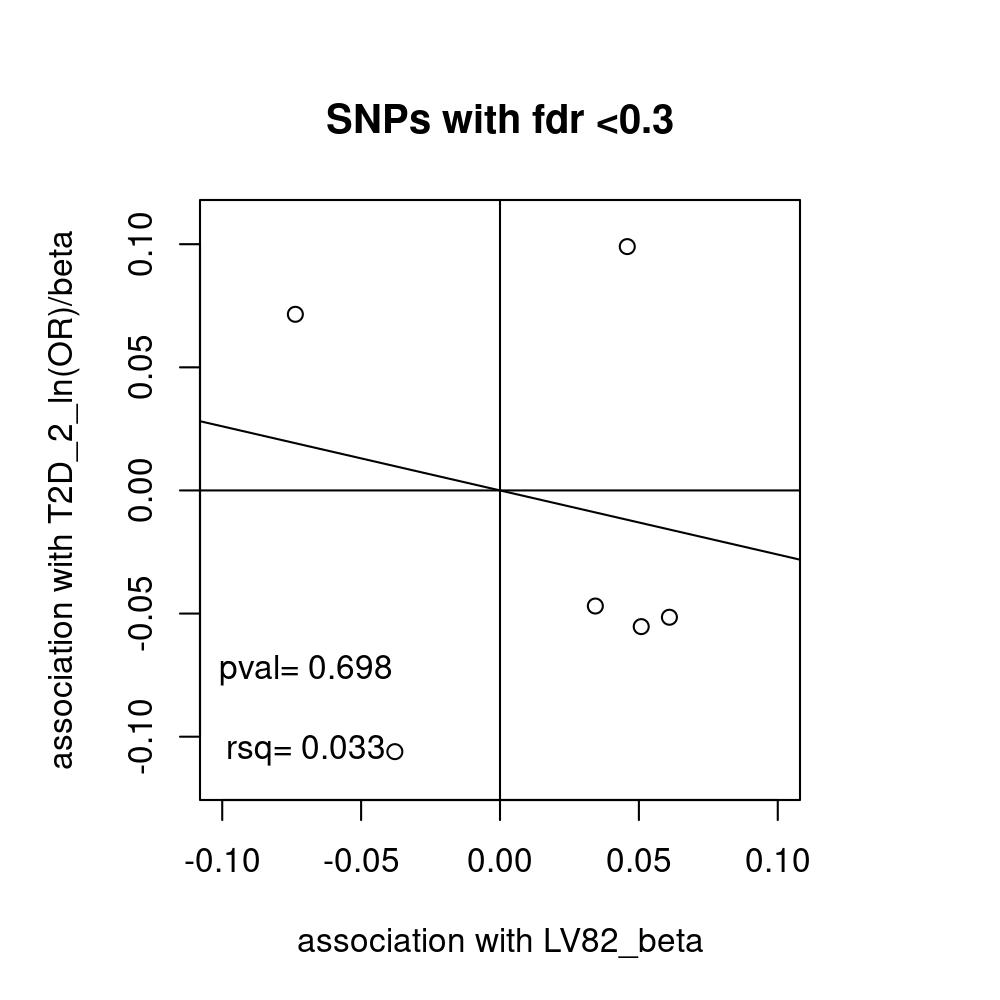 SNPs with fdr <0.3
association with T2D_2_ln(OR)/beta
0.10
0.05
0.00
-0.05
-0.10
pval= 0.698
rsq= 0.033
-0.10 -0.05 0.00 0.05 0.10
association with LV82_beta